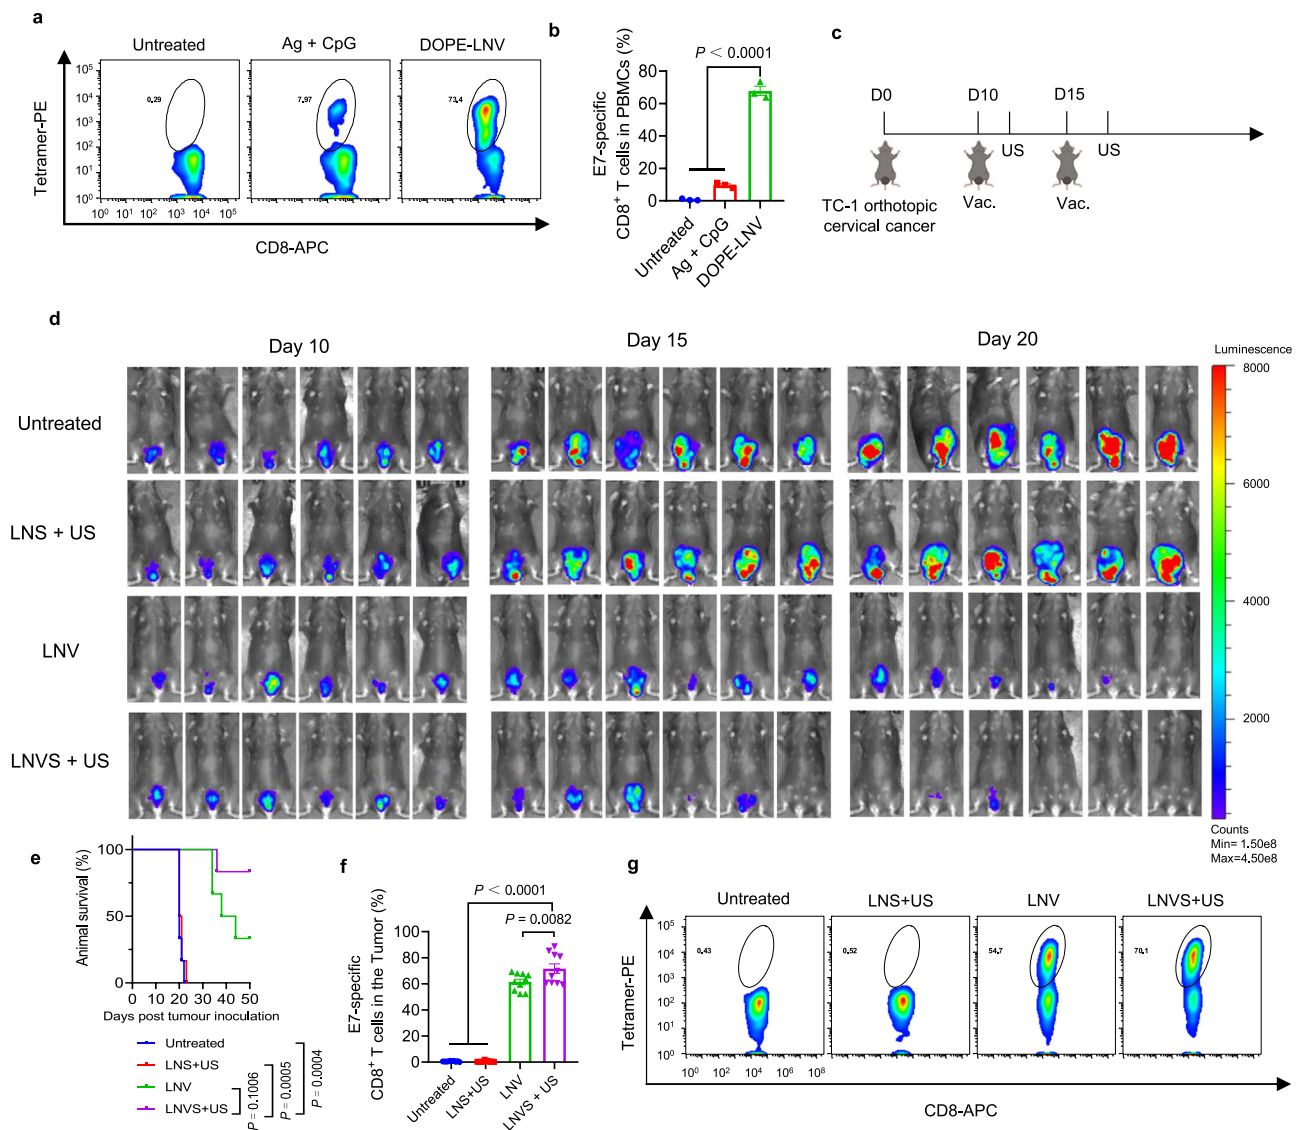 a
Untreated
Ag + CpG
DOPE-LNV
10⁵
10⁴
10³
10²
10¹
10⁰
0.29
7.97
73.4
Tetramer-PE
10⁰ 10¹ 10² 10³ 10⁴ 10⁵
CD8-APC
b
E7-specific
CD8⁺ T cells in PBMCs (%)
P < 0.0001
80
60
40
20
0
Untreated
Ag + CpG
DOPE-LNV
c
D0
D10
D15
US
US
Vac.
Vac.
TC-1 orthotopic
cervical cancer
d
Day 10
Day 15
Day 20
Untreated
LNS + US
LNV
LNVS + US
Luminescence
8000
6000
4000
2000
Counts
Min= 1.50e8
Max=4.50e8
e
Animal survival (%)
100
50
0
0 10 20 30 40 50
Days post tumour inoculation
Untreated
LNS+US
LNV
LNVS+US
P = 0.1006
P = 0.0005
P = 0.0004
f
E7-specific
CD8⁺ T cells in the Tumor (%)
P < 0.0001
P = 0.0082
100
80
60
40
20
0
Untreated
LNS+US
LNV
LNVS + US
g
Untreated
LNS+US
LNV
LNVS+US
10⁵
10⁴
10³
10²
10¹
10⁰
0.43
0.52
54.7
70.1
Tetramer-PE
10⁰ 10² 10⁴ 10⁶ 10⁸
CD8-APC